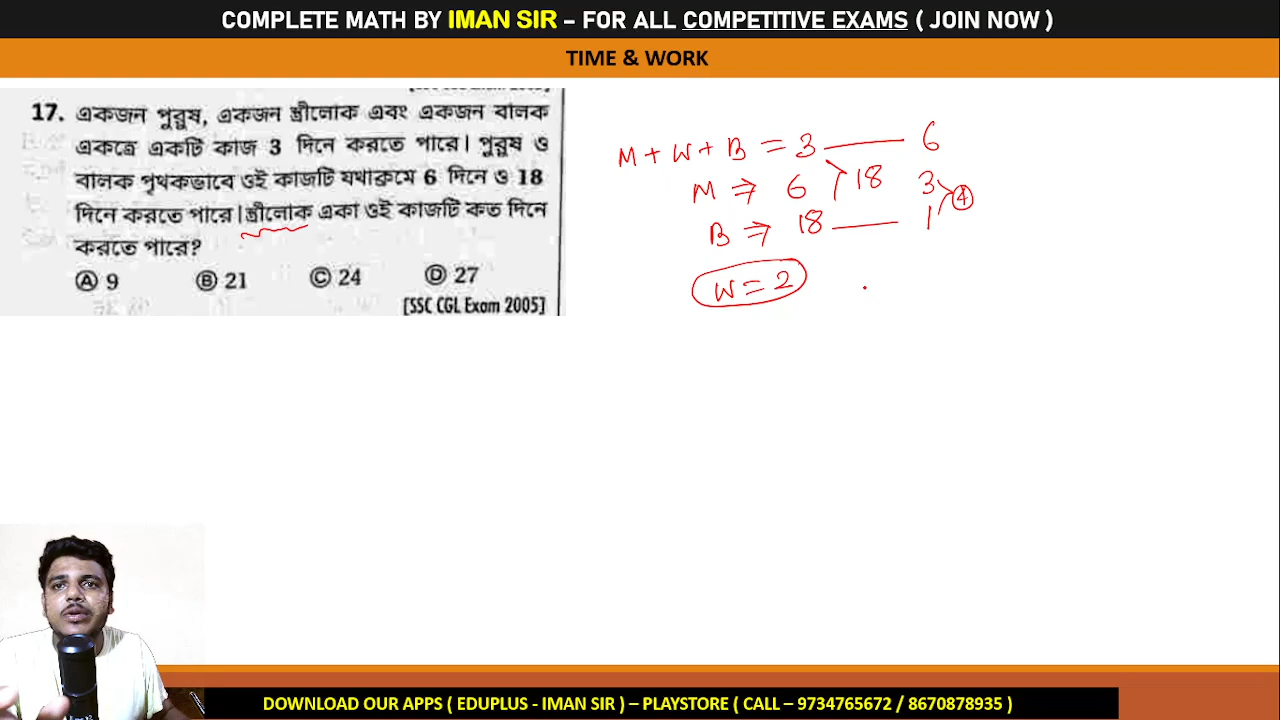 COMPLETE MATH BY IMAN SIR – FOR ALL COMPETITIVE EXAMS ( JOIN NOW )
TIME & WORK
17. একজন পুরুষ, একজন স্ত্রীলোক এবং একজন বালক
একত্রে একটি কাজ 3 দিনে করতে পারে। পুরুষ ও
বালক পৃথকভাবে ওই কাজটি যথাক্রমে 6 দিনে ও 18
দিনে করতে পারে। স্ত্রীলোক একা ওই কাজটি কত দিনে
করতে পারে?
Ⓐ 9 Ⓑ 21 Ⓒ 24 Ⓓ 27
[SSC CGL Exam 2005]
M + W + B = 3 6
M ⇒ 6 18 3 ④
B ⇒ 18 1
W = 2
DOWNLOAD OUR APPS ( EDUPLUS - IMAN SIR ) – PLAYSTORE ( CALL – 9734765672 / 8670878935 )